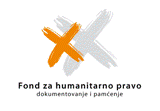 Fond za humanitarno pravo
dokumentovanje i pamćenje